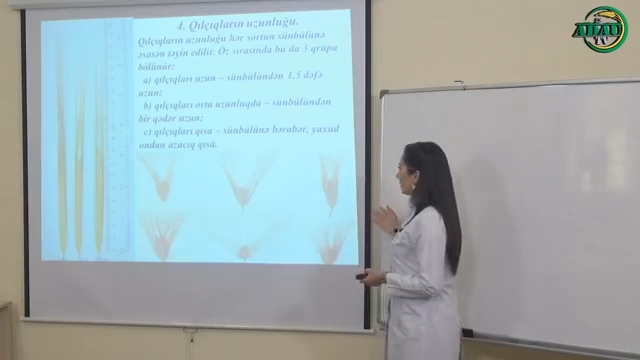 4. Qılçıqların uzunluğu.
Qılçıqların uzunluğu hər sortun sünbülünə
əsasən təyin edilir. Öz sırasında bu da 3 qrupa
bölünür:
a) qılçıqları uzun – sünbülündən 1,5 dəfə
uzun;
b) qılçıqları orta uzunluqda – sünbülündən
bir qədər uzun;
c) qılçıqları qısa – sünbülünə bərabər, yaxud
ondan azacıq qısa.
ADAU